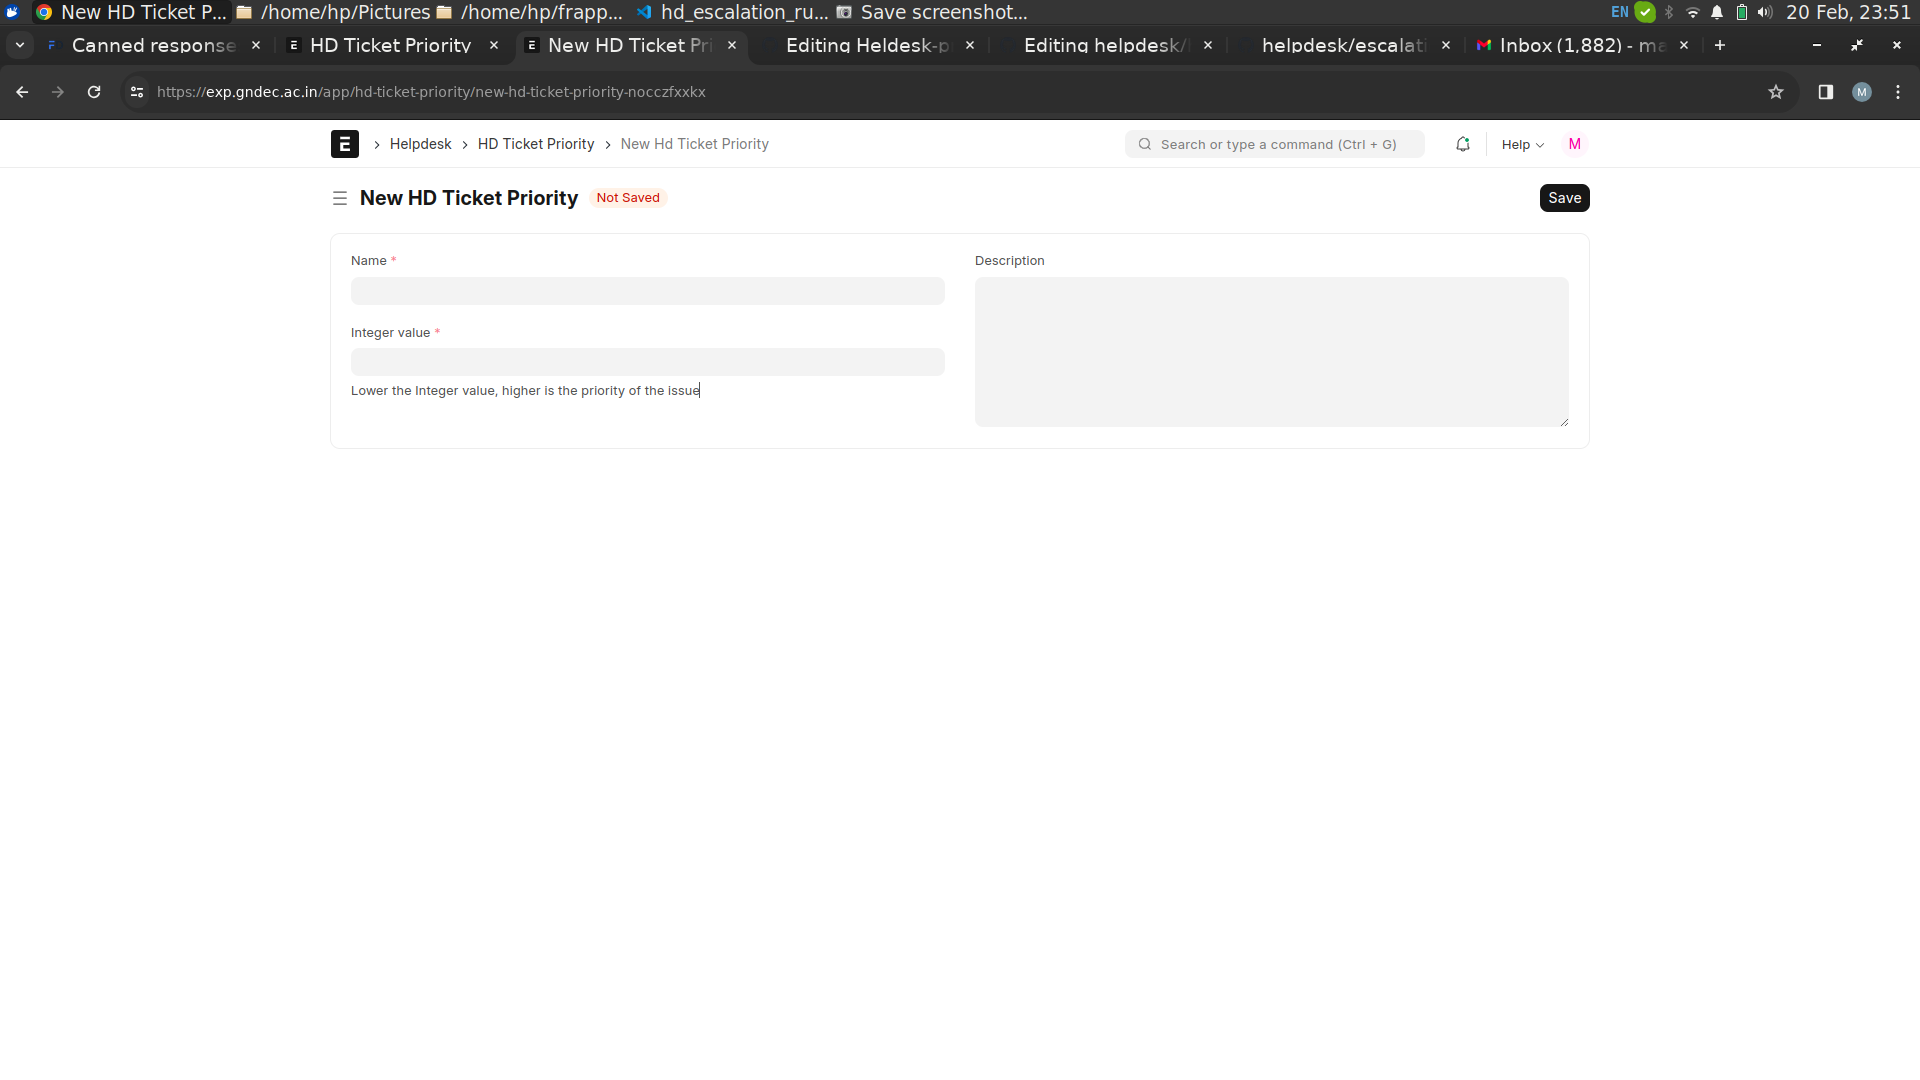 New HD Ticket P... /home/hp/Pictures /home/hp/frapp... hd_escalation_ru... Save screenshot... EN 20 Feb, 23:51
Canned response HD Ticket Priority New HD Ticket Pri Editing Heldesk-p Editing helpdesk/ helpdesk/escalati Inbox (1,882) - ma
https://exp.gndec.ac.in/app/hd-ticket-priority/new-hd-ticket-priority-nocczfxxkx M
E › Helpdesk › HD Ticket Priority › New Hd Ticket Priority Search or type a command (Ctrl + G) Help M
New HD Ticket Priority Not Saved Save
Name *
Description
Integer value *
Lower the Integer value, higher is the priority of the issue